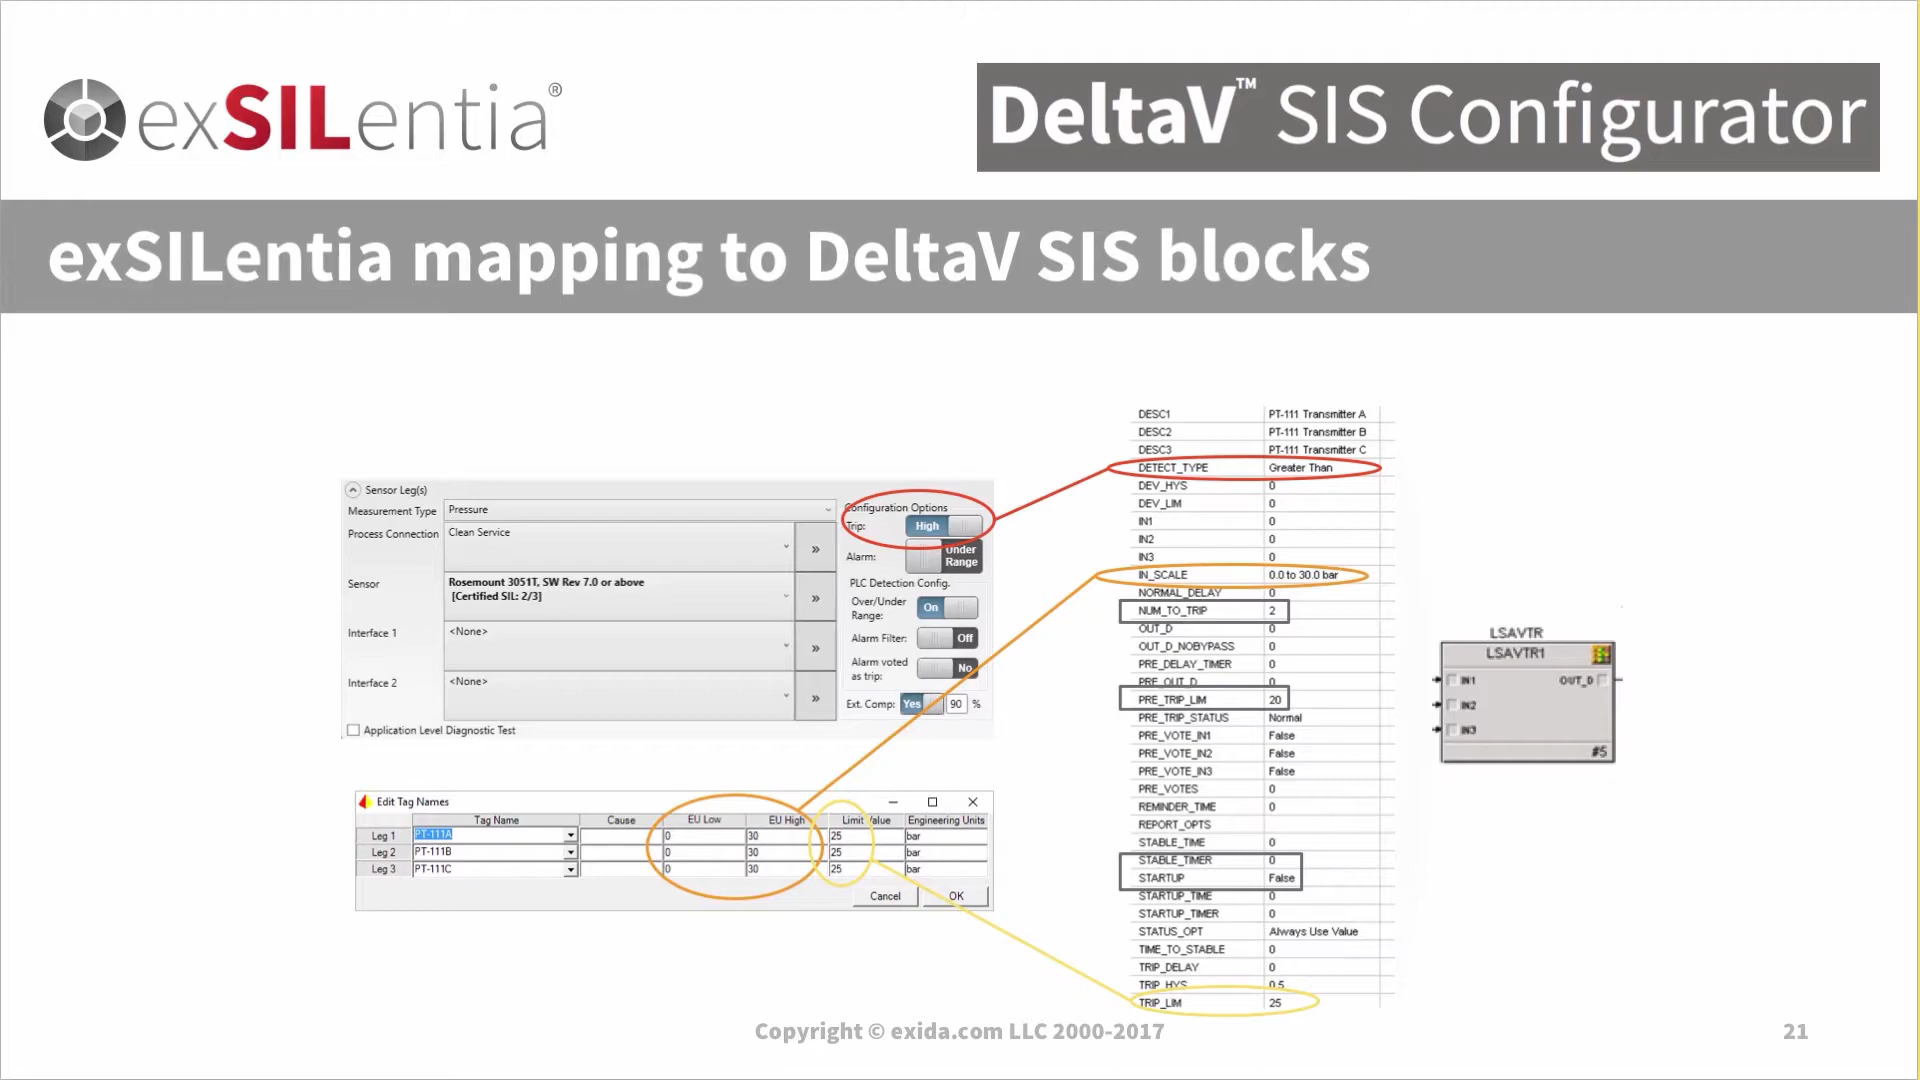 exSILentia®
DeltaV™ SIS Configurator
exSILentia mapping to DeltaV SIS blocks
Sensor Leg(s)
Measurement Type Pressure
Process Connection Clean Service »
Sensor Rosemount 3051T, SW Rev 7.0 or above
[Certified SIL: 2/3] »
Interface 1 <None> »
Interface 2 <None> »
Application Level Diagnostic Test
Configuration Options
Trip: High
Alarm: Under
Range
PLC Detection Config.
Over/Under
Range: On
Alarm Filter: Off
Alarm voted
as trip: No
Ext. Comp: Yes 90 %
Edit Tag Names
Tag Name Cause EU Low EU High Limit Value Engineering Units
Leg 1 PT-111A 0 30 25 bar
Leg 2 PT-111B 0 30 25 bar
Leg 3 PT-111C 0 30 25 bar
Cancel OK
DESC1 PT-111 Transmitter A
DESC2 PT-111 Transmitter B
DESC3 PT-111 Transmitter C
DETECT_TYPE Greater Than
DEV_HYS 0
DEV_LIM 0
IN1 0
IN2 0
IN3 0
IN_SCALE 0.0 to 30.0 bar
NORMAL_DELAY 0
NUM_TO_TRIP 2
OUT_D 0
OUT_D_NOBYPASS 0
PRE_DELAY_TIMER 0
PRE_OUT_D 0
PRE_TRIP_LIM 20
PRE_TRIP_STATUS Normal
PRE_VOTE_IN1 False
PRE_VOTE_IN2 False
PRE_VOTE_IN3 False
PRE_VOTES 0
REMINDER_TIME 0
REPORT_OPTS
STABLE_TIME 0
STABLE_TIMER 0
STARTUP False
STARTUP_TIME 0
STARTUP_TIMER 0
STATUS_OPT Always Use Value
TIME_TO_STABLE 0
TRIP_DELAY 0
TRIP_HYS 0.5
TRIP_LIM 25
LSAVTR
LSAVTR1
IN1 OUT_D
IN2
IN3
#5
Copyright © exida.com LLC 2000-2017
21